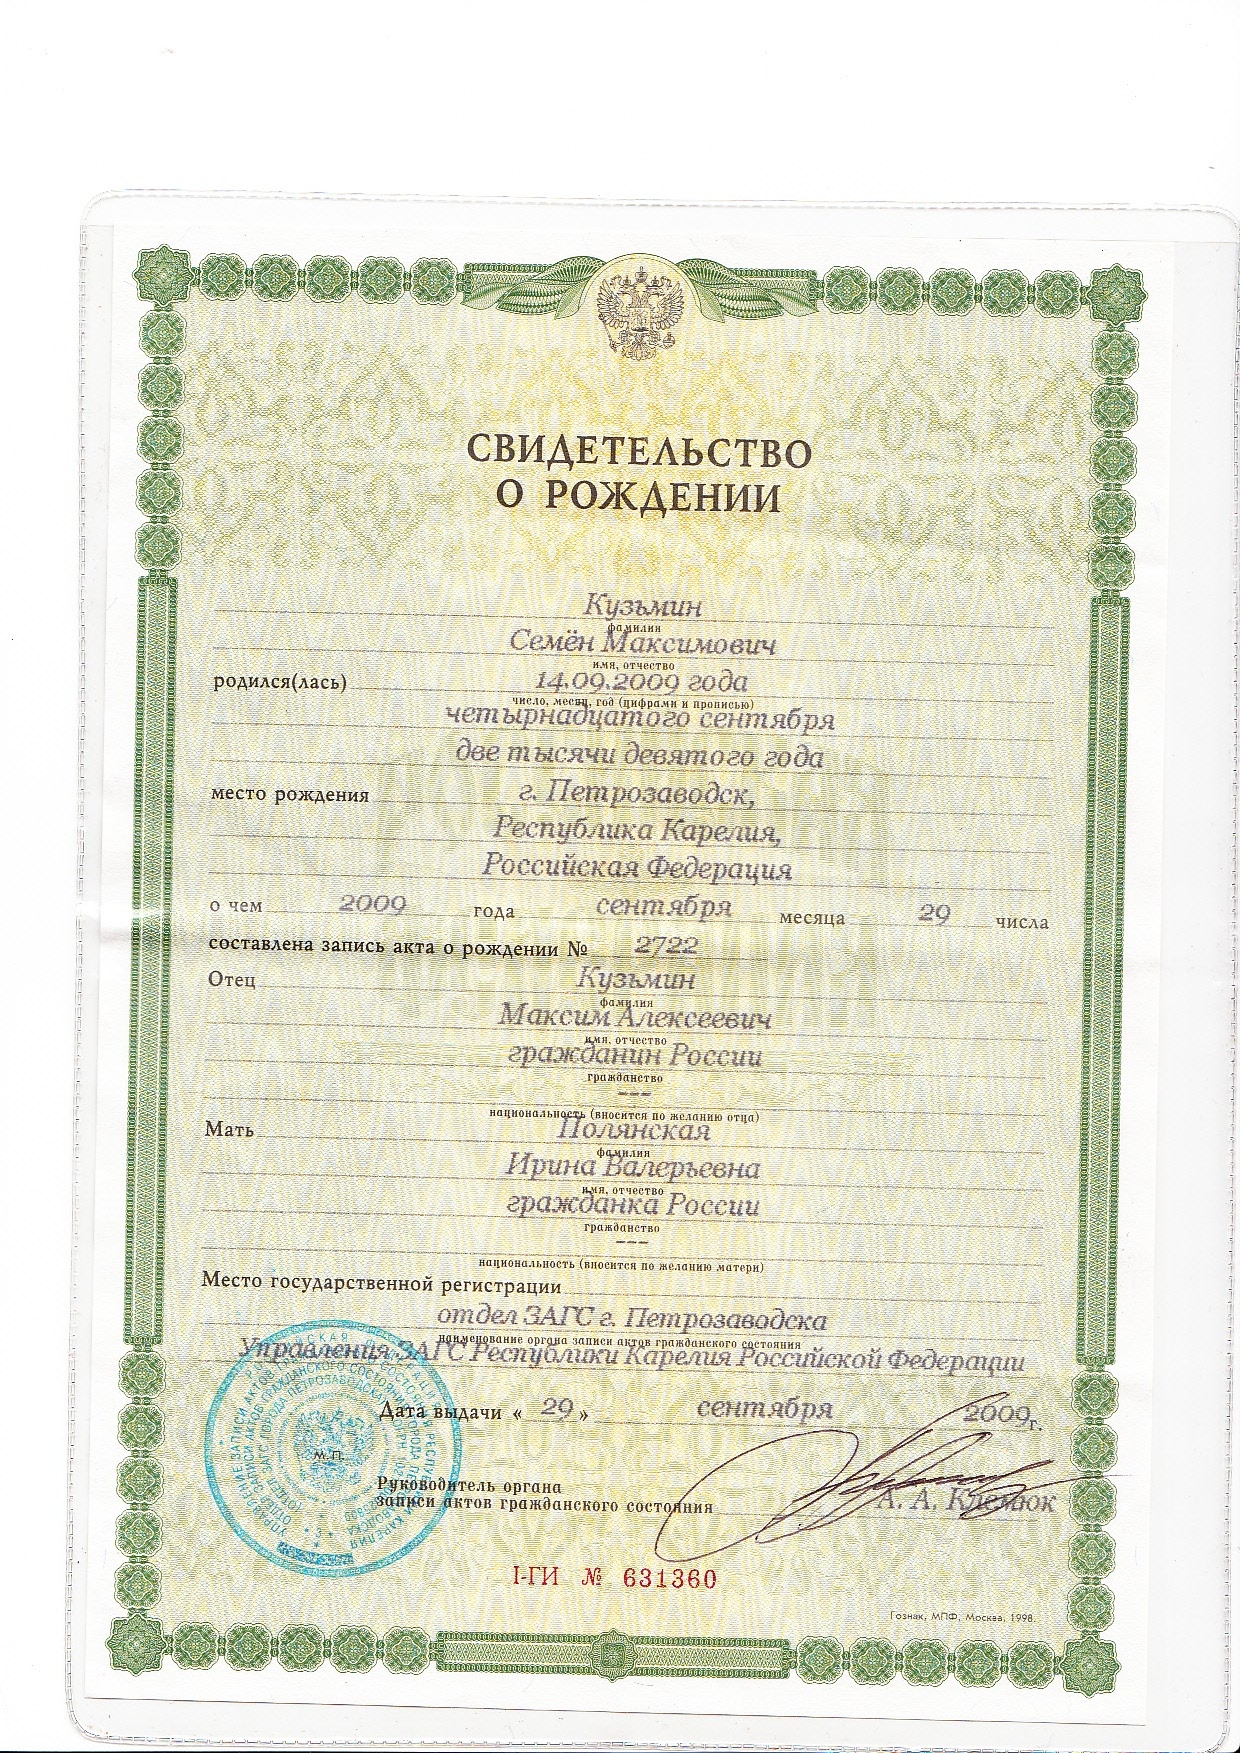 СВИДЕТЕЛЬСТВО
О РОЖДЕНИИ
Кузьмин
фамилия
Семён Максимович
имя, отчество
родился(лась) 14.09.2009 года
число, месяц, год (цифрами и прописью)
четырнадцатого сентября
две тысячи девятого года
место рождения г. Петрозаводск,
Республика Карелия,
Российская Федерация
о чем 2009 года сентября месяца 29 числа
составлена запись акта о рождении № 2722
Отец Кузьмин
фамилия
Максим Алексеевич
имя, отчество
гражданин России
гражданство
---
национальность (вносится по желанию отца)
Мать Полянская
фамилия
Ирина Валерьевна
имя, отчество
гражданка России
гражданство
---
национальность (вносится по желанию матери)
Место государственной регистрации
отдел ЗАГС г. Петрозаводска
наименование органа записи актов гражданского состояния
Управления ЗАГС Республики Карелия Российской Федерации
Дата выдачи « 29 » сентября 2009г.
М.П.
Руководитель органа
записи актов гражданского состояния А. А. Клемюк
I-ГИ № 631360
Гознак, МПФ, Москва, 1998.